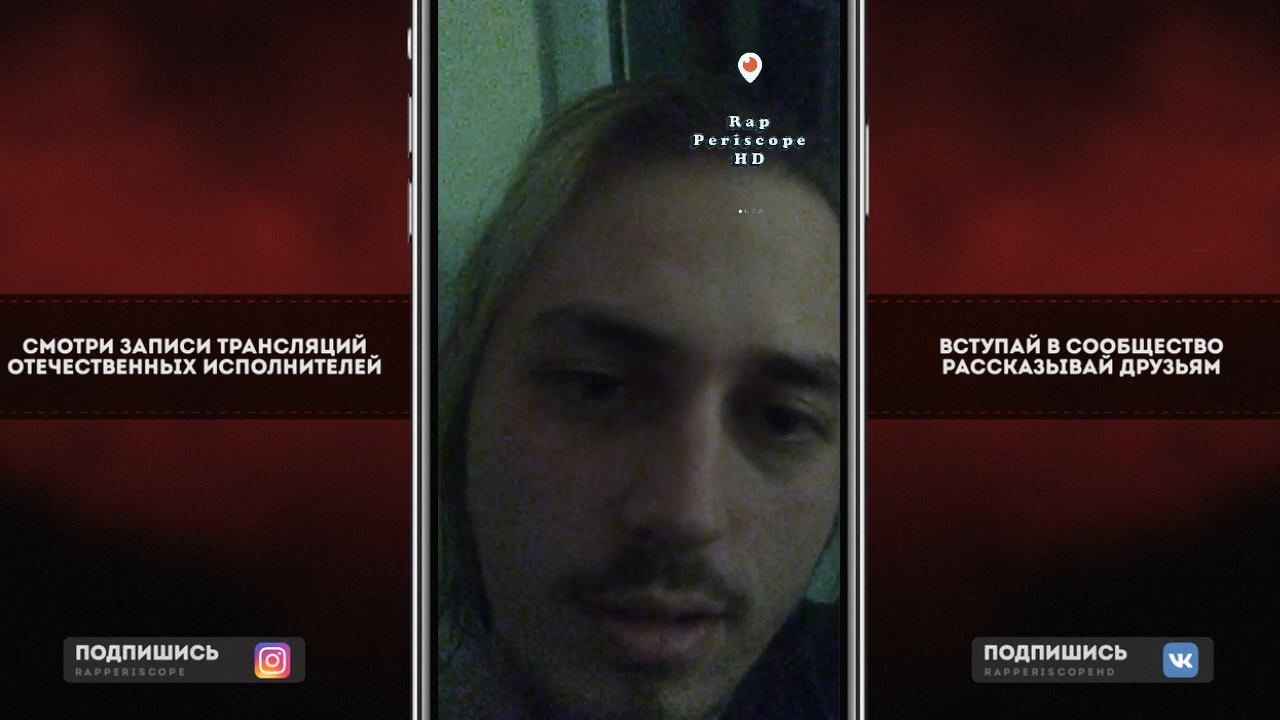 Rap
Periscope
HD
СМОТРИ ЗАПИСИ ТРАНСЛЯЦИЙ
ОТЕЧЕСТВЕННЫХ ИСПОЛНИТЕЛЕЙ
ВСТУПАЙ В СООБЩЕСТВО
РАССКАЗЫВАЙ ДРУЗЬЯМ
ПОДПИШИСЬ
RAPPERISCOPE
ПОДПИШИСЬ
RAPPERISCOPEHD